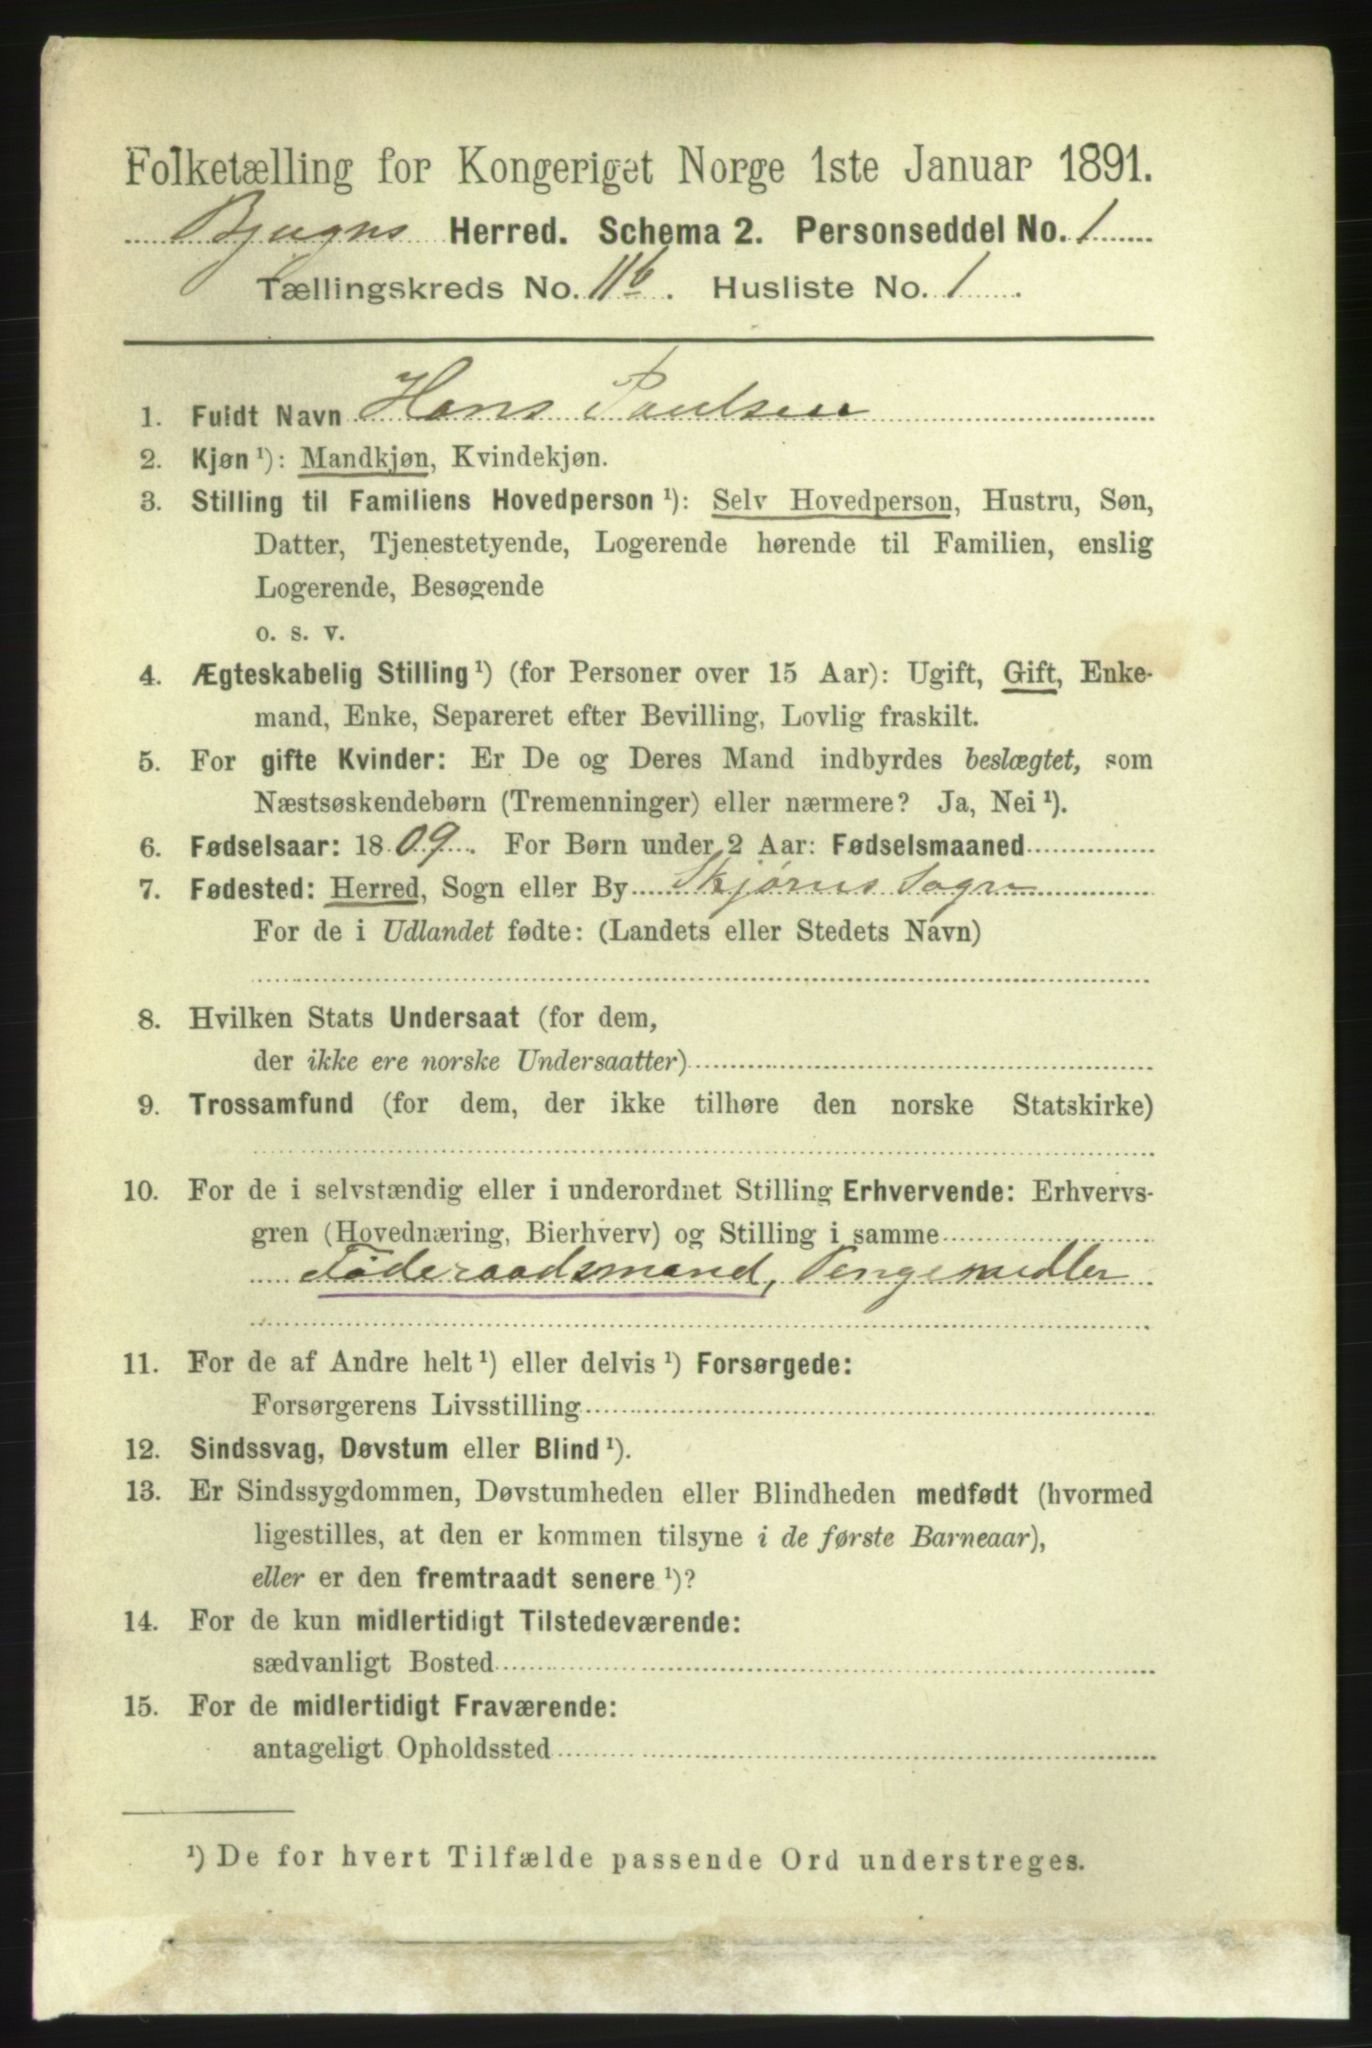 Folketælling for Kongeriget Norge 1ste Januar 1891.
Bjugns Herred. Schema 2. Personseddel No. 1
Tællingskreds No. 11b. Husliste No. 1.
1. Fuldt Navn Hans Paulsen
2. Kjøn ¹): Mandkjøn, Kvindekjøn.
3. Stilling til Familiens Hovedperson ¹): Selv Hovedperson, Hustru, Søn,
Datter, Tjenestetyende, Logerende hørende til Familien, enslig
Logerende, Besøgende
o. s. v.
4. Ægteskabelig Stilling ¹) (for Personer over 15 Aar): Ugift, Gift, Enke-
mand, Enke, Separeret efter Bevilling, Lovlig fraskilt.
5. For gifte Kvinder: Er De og Deres Mand indbyrdes beslægtet, som
Næstsøskendebørn (Tremenninger) eller nærmere? Ja, Nei ¹).
6. Fødselsaar: 1809. For Børn under 2 Aar: Fødselsmaaned
7. Fødested: Herred, Sogn eller By Skjørns Sogn
For de i Udlandet fødte: (Landets eller Stedets Navn)
8. Hvilken Stats Undersaat (for dem,
der ikke ere norske Undersaatter)
9. Trossamfund (for dem, der ikke tilhøre den norske Statskirke)
10. For de i selvstændig eller i underordnet Stilling Erhvervende: Erhvervs-
gren (Hovednæring, Bierhverv) og Stilling i samme
Føderaadsmand, Pengemidler
11. For de af Andre helt ¹) eller delvis ¹) Forsørgede:
Forsørgerens Livsstilling
12. Sindssvag, Døvstum eller Blind ¹).
13. Er Sindssygdommen, Døvstumheden eller Blindheden medfødt (hvormed
ligestilles, at den er kommen tilsyne i de første Barneaar),
eller er den fremtraadt senere ¹)?
14. For de kun midlertidigt Tilstedeværende:
sædvanligt Bosted
15. For de midlertidigt Fraværende:
antageligt Opholdssted
¹) De for hvert Tilfælde passende Ord understreges.